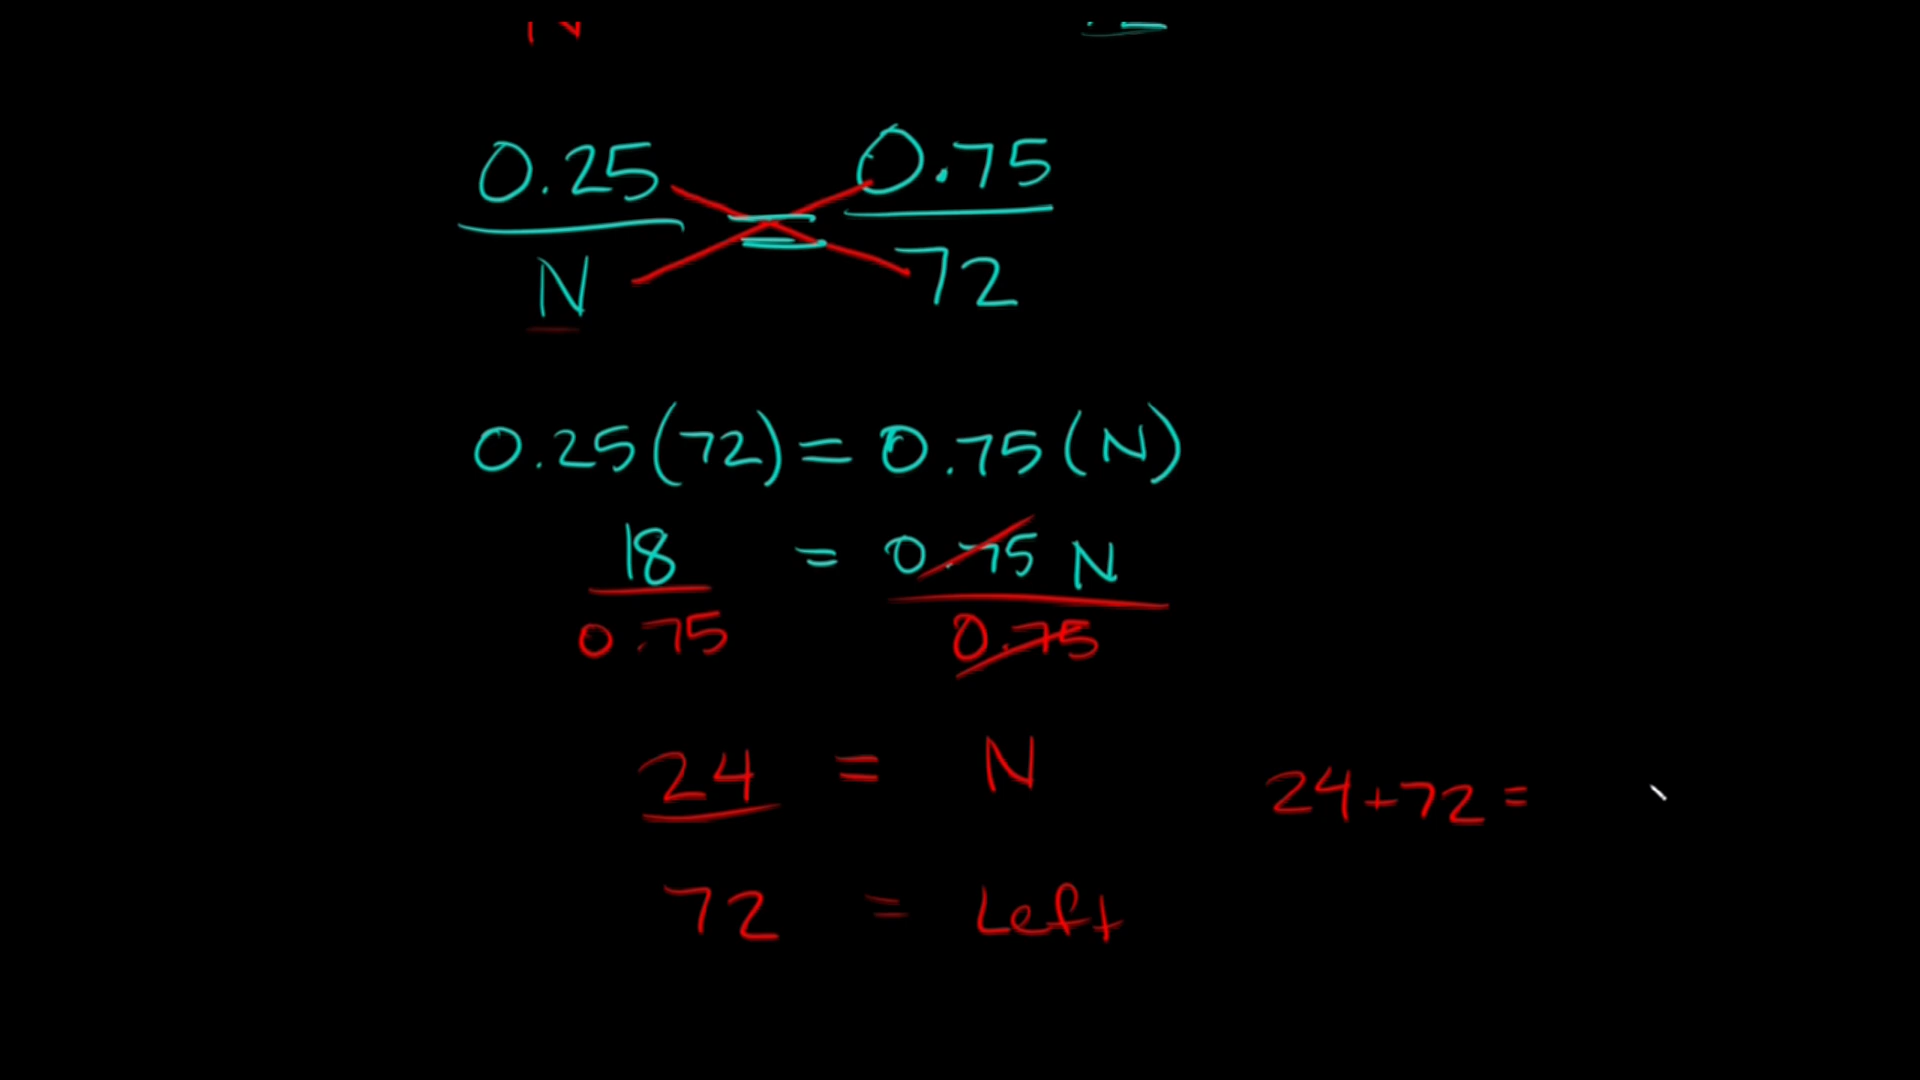 0.25 = 0.75
N 72
0.25(72) = 0.75(N)
18 = 0.75 N
0.75 0.75
24 = N
24+72=
72 = Left